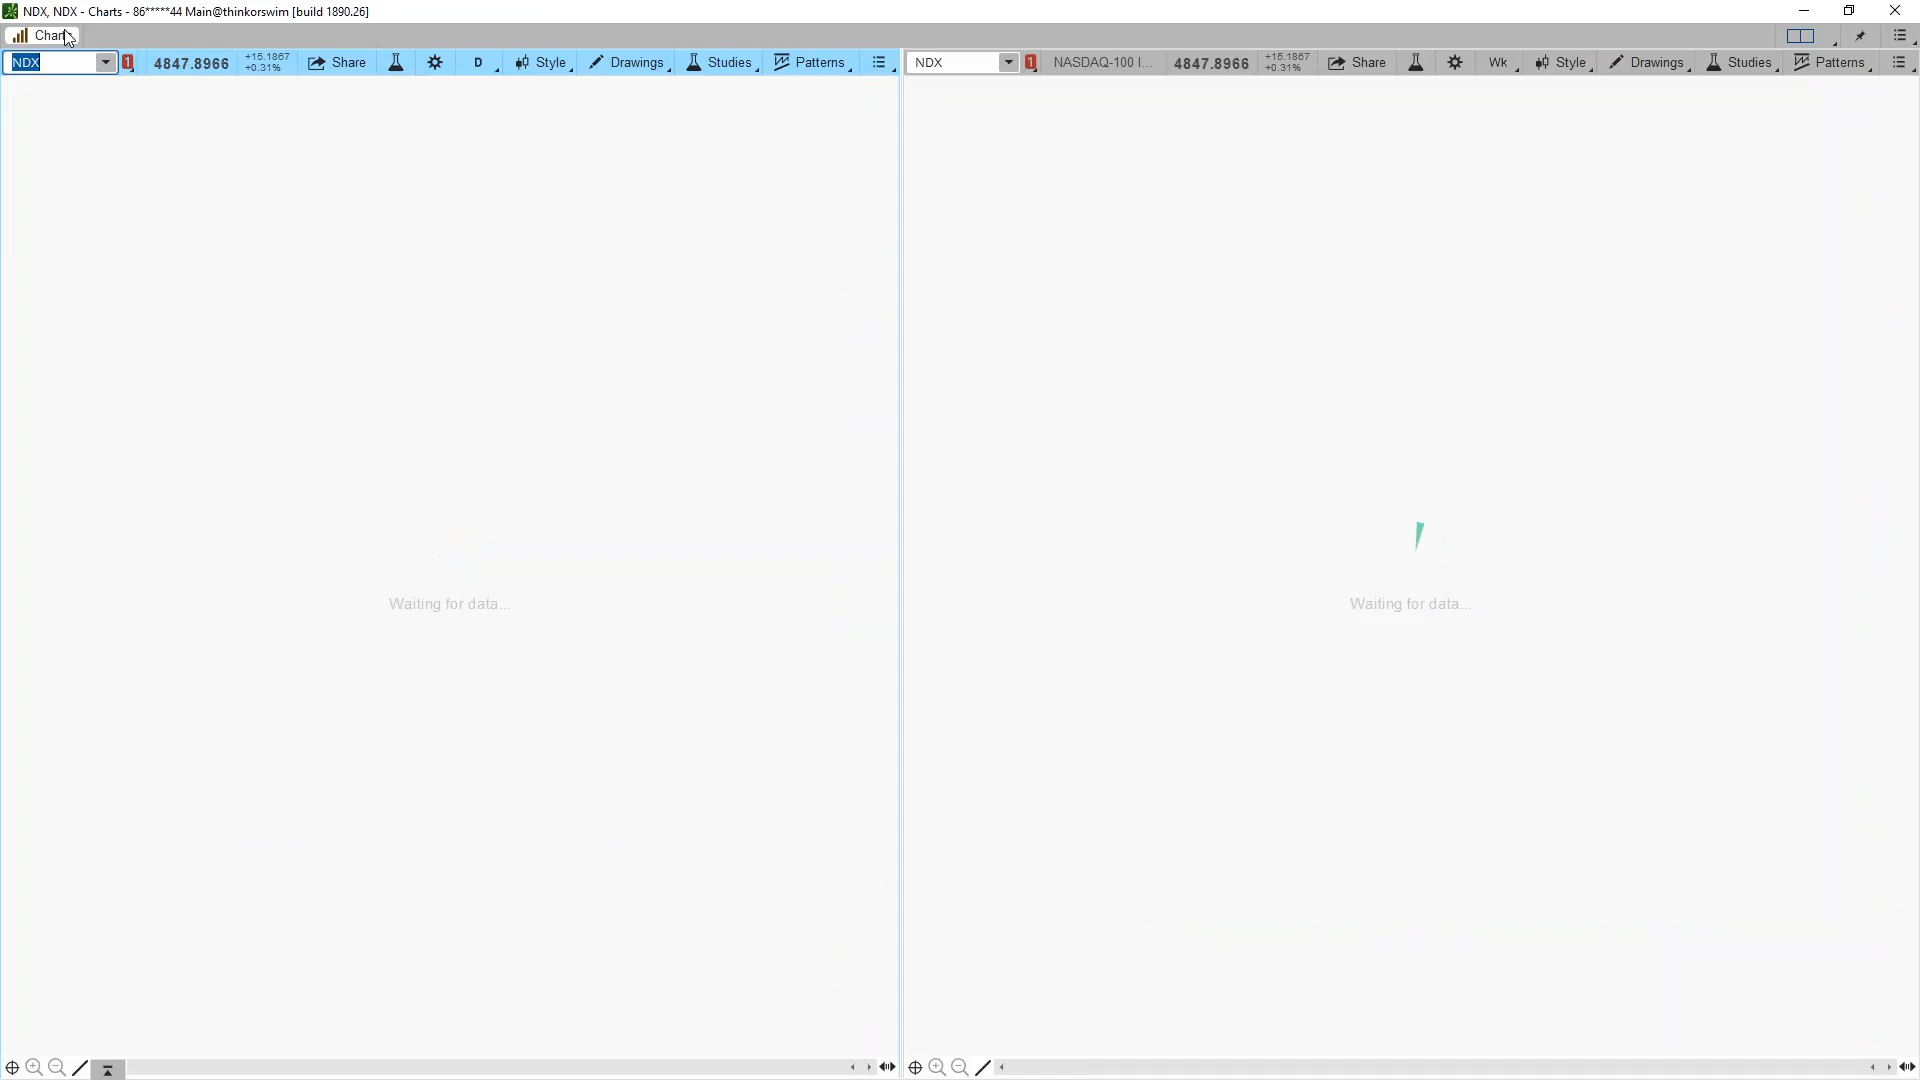 NDX, NDX - Charts - 86*****44 Main@thinkorswim [build 1890.26]
Charts
NDX 1 4847.8966 +15.1867 +0.31% Share D Style Drawings Studies Patterns
NDX 1 NASDAQ-100 I... 4847.8966 +15.1867 +0.31% Share Wk Style Drawings Studies Patterns
Waiting for data...
Waiting for data...